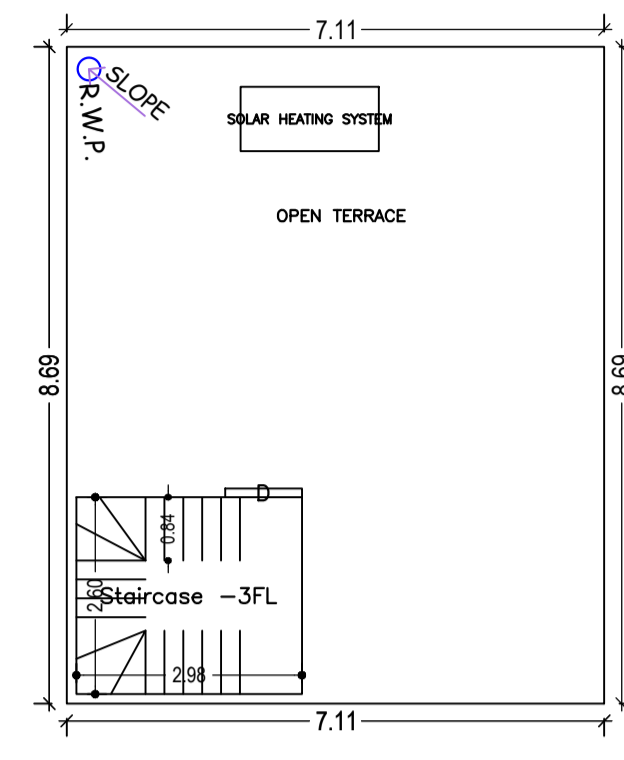 7.11
SLOPE
R.W.P.
SOLAR HEATING SYSTEM
OPEN TERRACE
8.69
8.69
D
0.84
2.60
Staircase -3FL
2.98
7.11